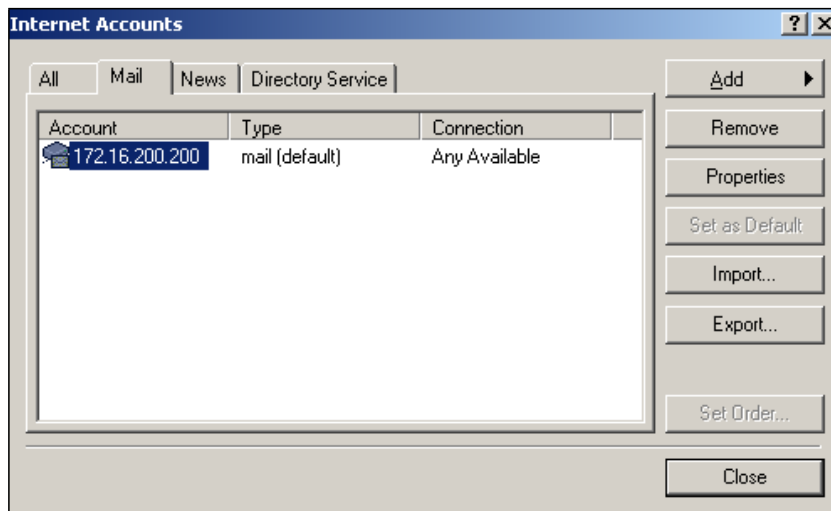 Internet Accounts
All Mail News Directory Service
Add
Remove
Properties
Set as Default
Import...
Export...
Set Order...
Close
Account Type Connection
172.16.200.200 mail (default) Any Available